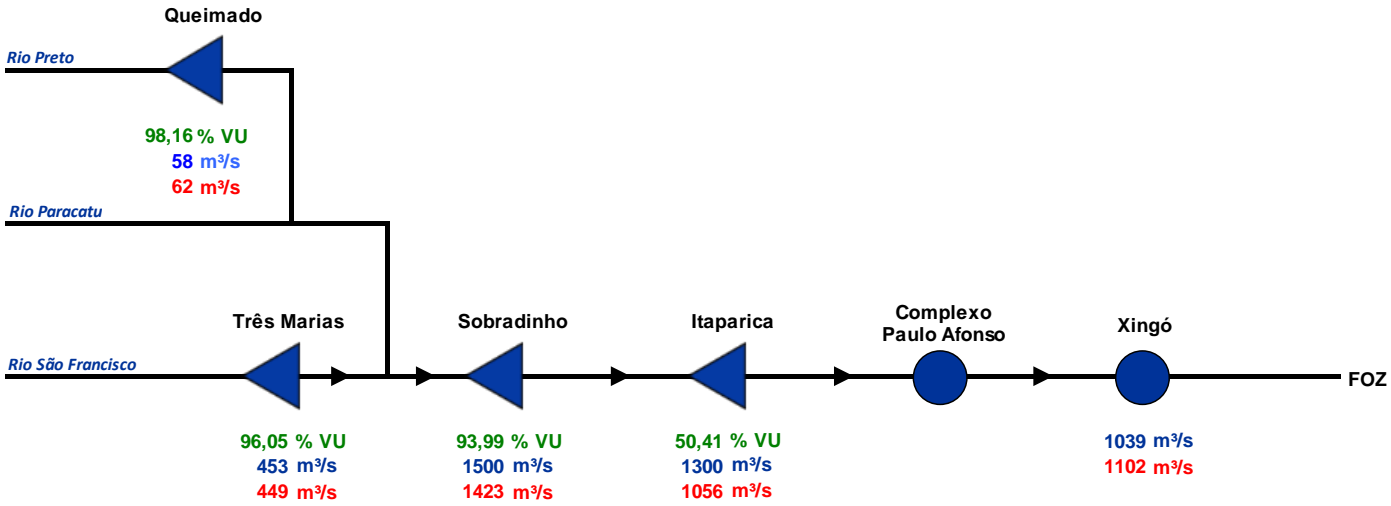 Queimado
Rio Preto
98,16 % VU
58 m³/s
62 m³/s
Rio Paracatu
Três Marias
Sobradinho
Itaparica
Complexo
Paulo Afonso
Xingó
Rio São Francisco
FOZ
96,05 % VU
453 m³/s
449 m³/s
93,99 % VU
1500 m³/s
1423 m³/s
50,41 % VU
1300 m³/s
1056 m³/s
1039 m³/s
1102 m³/s